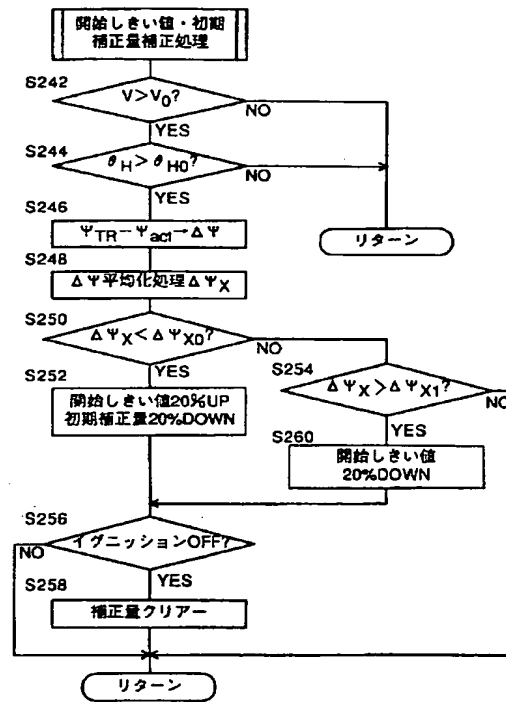 開始しきい値・初期
補正量補正処理
S242
V＞V0?
NO
YES
S244
θH＞θH0?
NO
YES
S246
ΨTR−Ψact→ΔΨ
リターン
S248
ΔΨ平均化処理ΔΨX
S250
ΔΨX＜ΔΨX0?
NO
YES
S254
ΔΨX＞ΔΨX1?
NO
YES
S252
開始しきい値20%UP
初期補正量20%DOWN
S260
開始しきい値
20%DOWN
S256
イグニッションOFF?
NO
YES
S258
補正量クリアー
リターン